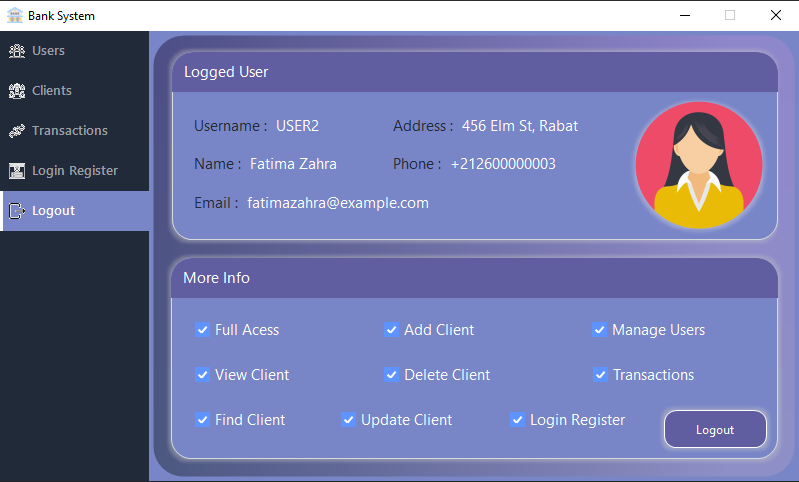 Bank System
Users
Clients
Transactions
Login Register
Logout
Logged User
Username : USER2 Address : 456 Elm St, Rabat
Name : Fatima Zahra Phone : +212600000003
Email : fatimazahra@example.com
More Info
Full Acess Add Client Manage Users
View Client Delete Client Transactions
Find Client Update Client Login Register
Logout